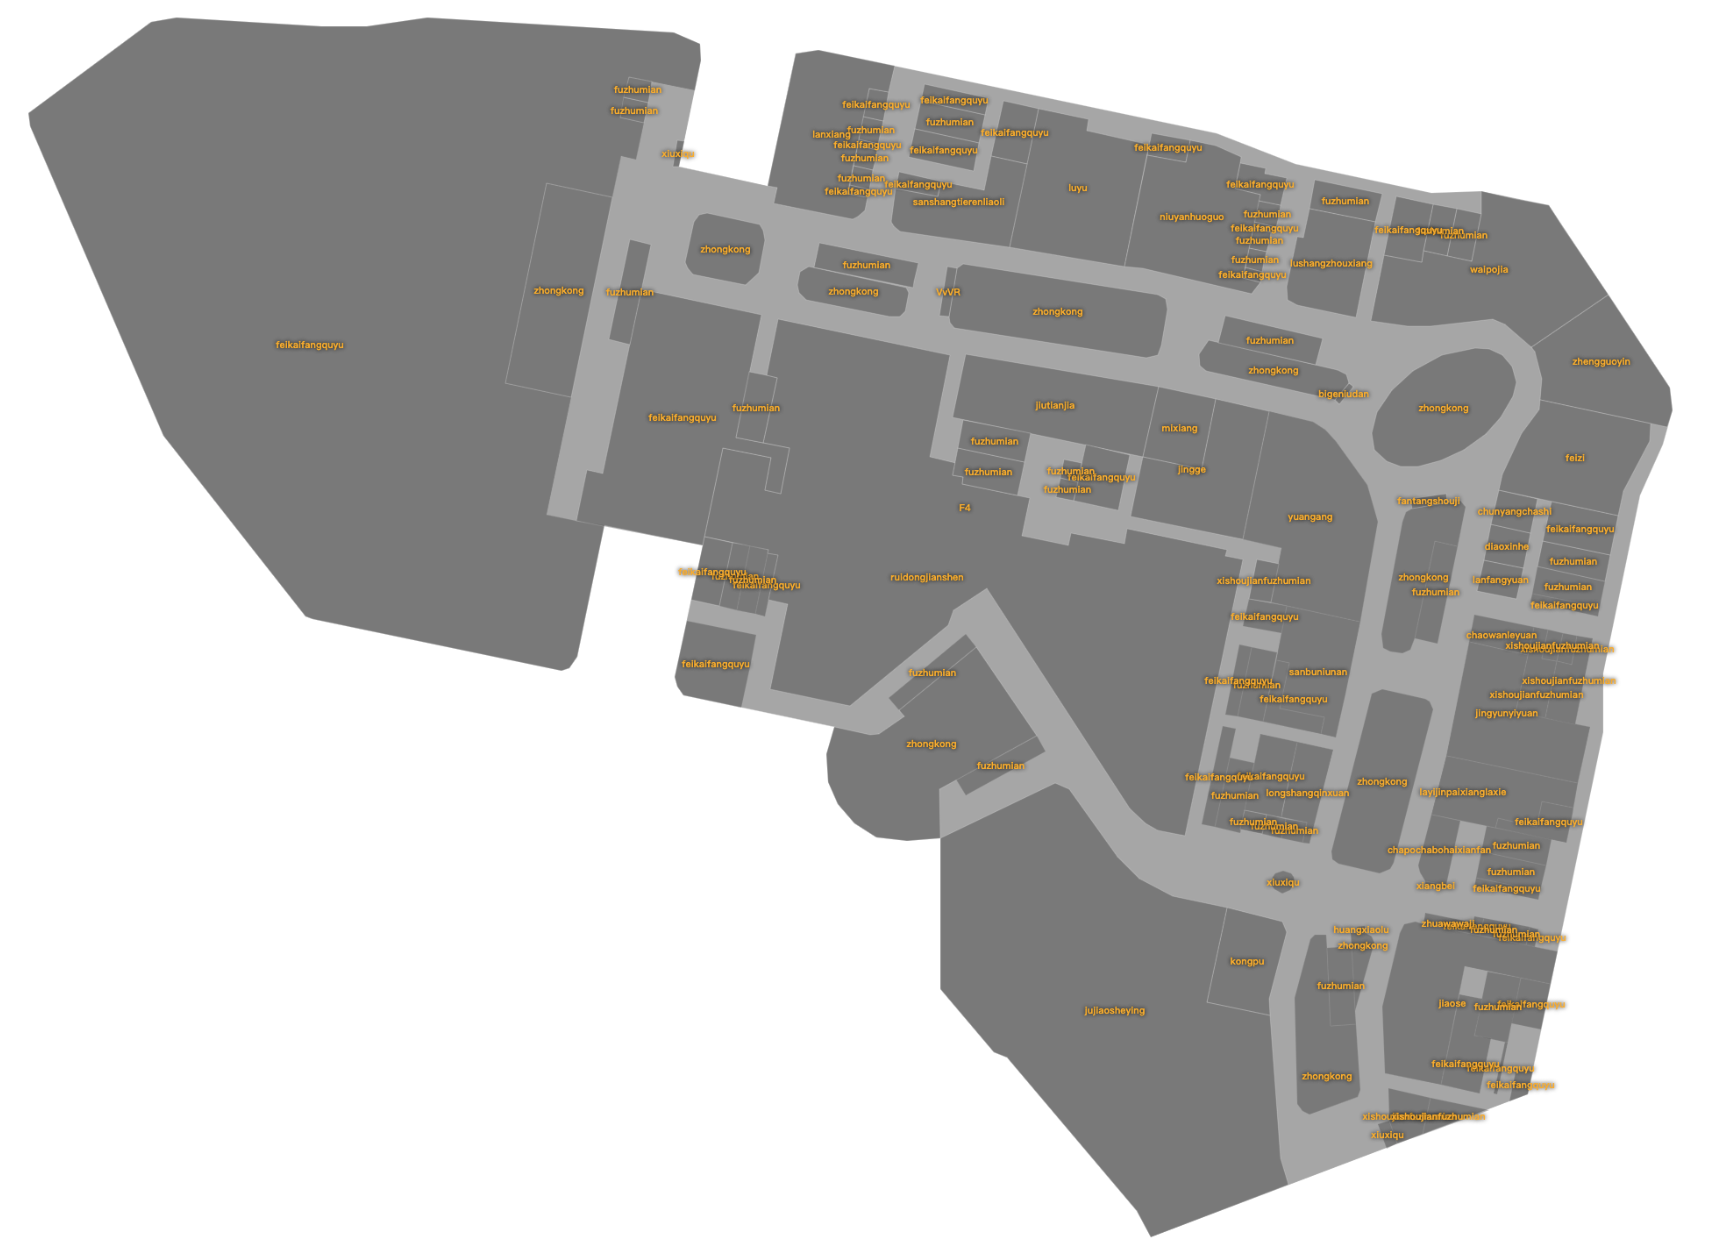 fuzhumian
feikaifangquyu
feikaifangquyu
fuzhumian
fuzhumian
fuzhumian
feikaifangquyu
lanxiang
feikaifangquyu
feikaifangquyu
feikaifangquyu
xiuxiqu
fuzhumian
fuzhumian
feikaifangquyu
feikaifangquyu
feikaifangquyu
luyu
feikaifangquyu
sanshangtierenliaoli
fuzhumian
fuzhumian
niuyanhuoguo
feikaifangquyu
feikaifangquyu
fuzhumian
fuzhumian
zhongkong
fuzhumian
fuzhumian
lushangzhouxiang
waipojia
feikaifangquyu
zhongkong
fuzhumian
zhongkong
VvVR
zhongkong
feikaifangquyu
fuzhumian
zhengguoyin
zhongkong
bigeniudan
fuzhumian
jiutianjia
zhongkong
feikaifangquyu
mixiang
fuzhumian
feizi
fuzhumian
fuzhumian
jingge
feikaifangquyu
fuzhumian
fantangshouji
F4
chunyangchashi
yuangang
feikaifangquyu
diaoxinhe
fuzhumian
feikaifangquyu
fuzhumian
fuzhumian
feikaifangquyu
ruidongjianshen
xishoujianfuzhumian
zhongkong
lanfangyuan
fuzhumian
fuzhumian
feikaifangquyu
feikaifangquyu
chaowanleyuan
xishoujianfuzhumian
xishoujianfuzhumian
feikaifangquyu
fuzhumian
sanbuniunan
feikaifangquyu
fuzhumian
xishoujianfuzhumian
xishoujianfuzhumian
feikaifangquyu
jingyunyiyuan
zhongkong
fuzhumian
feikaifangquyu
feikaifangquyu
zhongkong
fuzhumian
longshangqinxuan
layijinpaixianglaxie
fuzhumian
fuzhumian
fuzhumian
feikaifangquyu
chapochabohaixianfan
fuzhumian
fuzhumian
xiuxiqu
xiangbei
feikaifangquyu
zhuawawaji
feikaifangquyu
huangxiaolu
fuzhumian
fuzhumian
feikaifangquyu
zhongkong
kongpu
fuzhumian
jujiaosheying
jiaose
fuzhumian
feikaifangquyu
feikaifangquyu
feikaifangquyu
zhongkong
feikaifangquyu
xishoujianfuzhumian
xiuxiqu